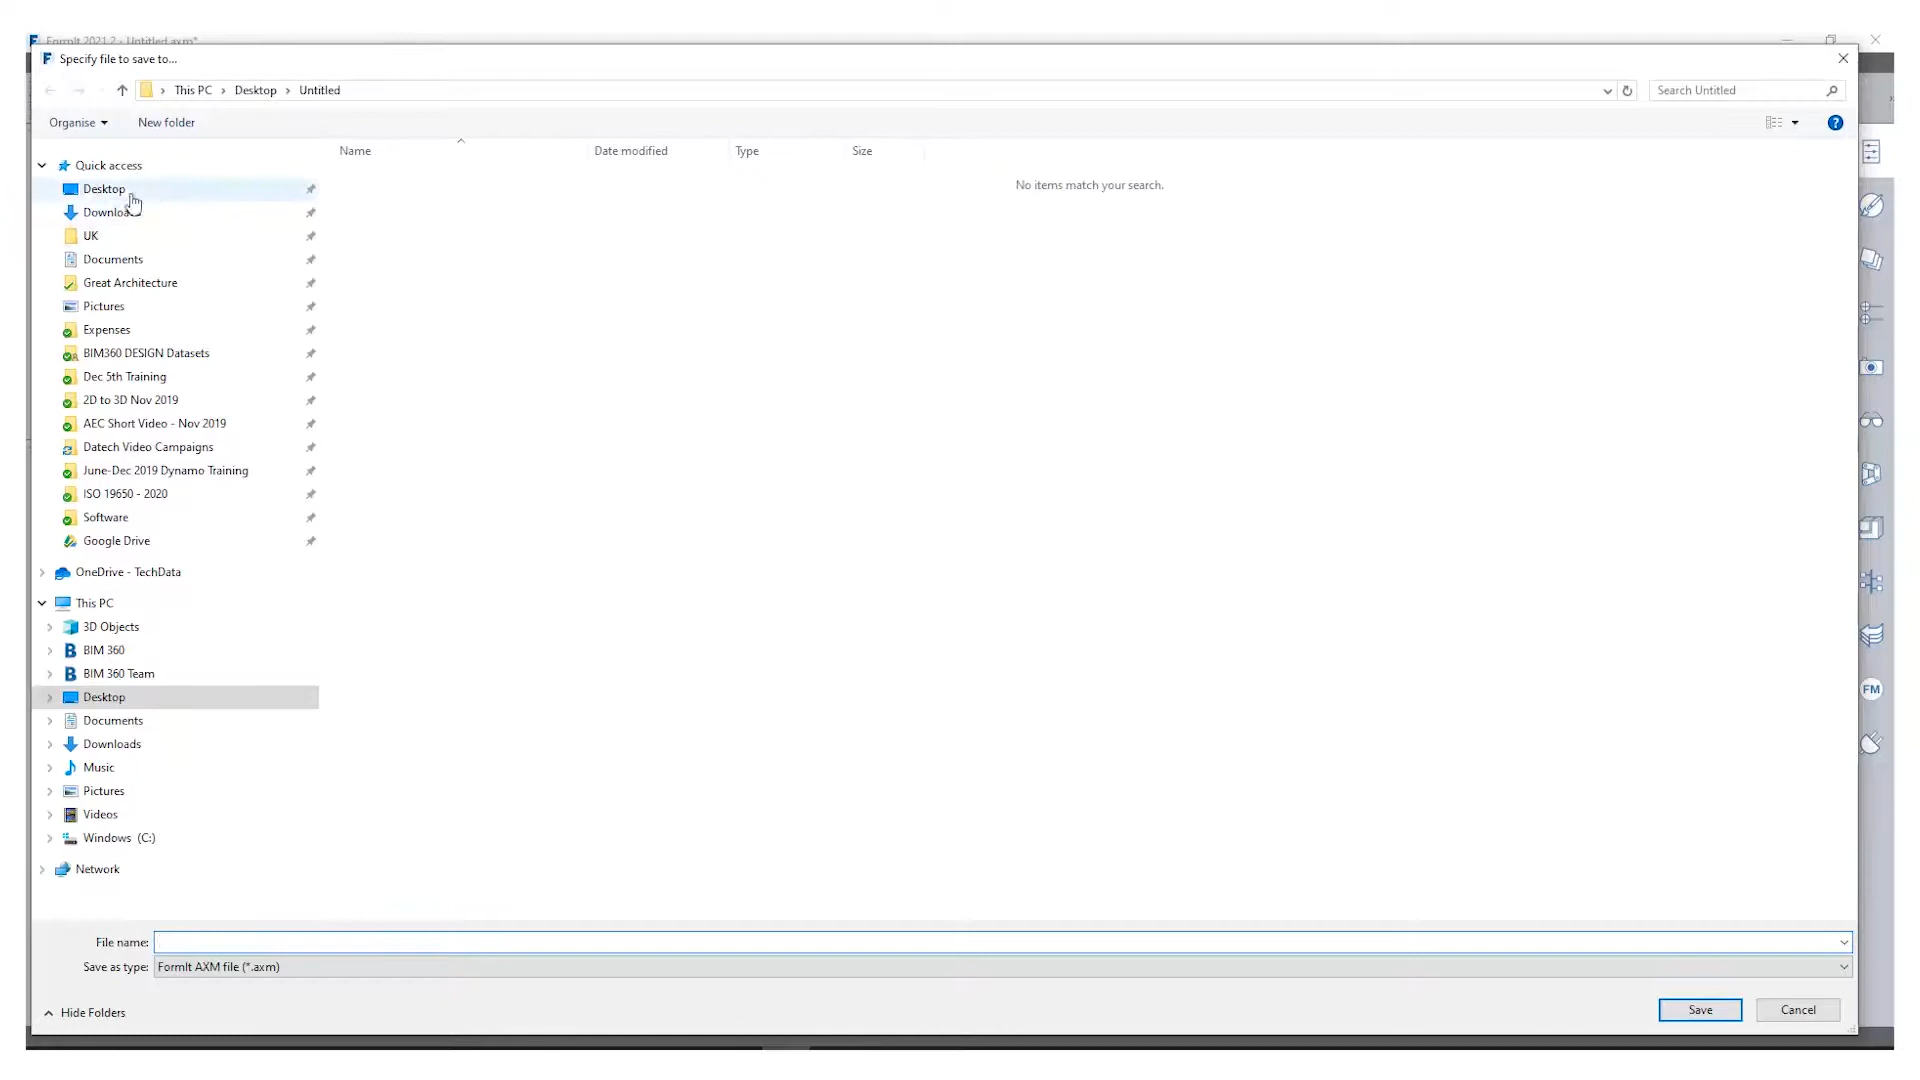 FormIt 2021.2 - Untitled.axm*
Specify file to save to...
This PC > Desktop > Untitled
Search Untitled
Organise
New folder
Name
Date modified
Type
Size
No items match your search.
Quick access
Desktop
UK
Documents
Great Architecture
Pictures
Expenses
BIM360 DESIGN Datasets
Dec 5th Training
2D to 3D Nov 2019
AEC Short Video - Nov 2019
Datech Video Campaigns
June-Dec 2019 Dynamo Training
ISO 19650 - 2020
Software
Google Drive
OneDrive - TechData
This PC
3D Objects
BIM 360
BIM 360 Team
Desktop
Documents
Downloads
Music
Pictures
Videos
Windows (C:)
Network
FM
File name:
Save as type: FormIt AXM file (*.axm)
Hide Folders
Save
Cancel